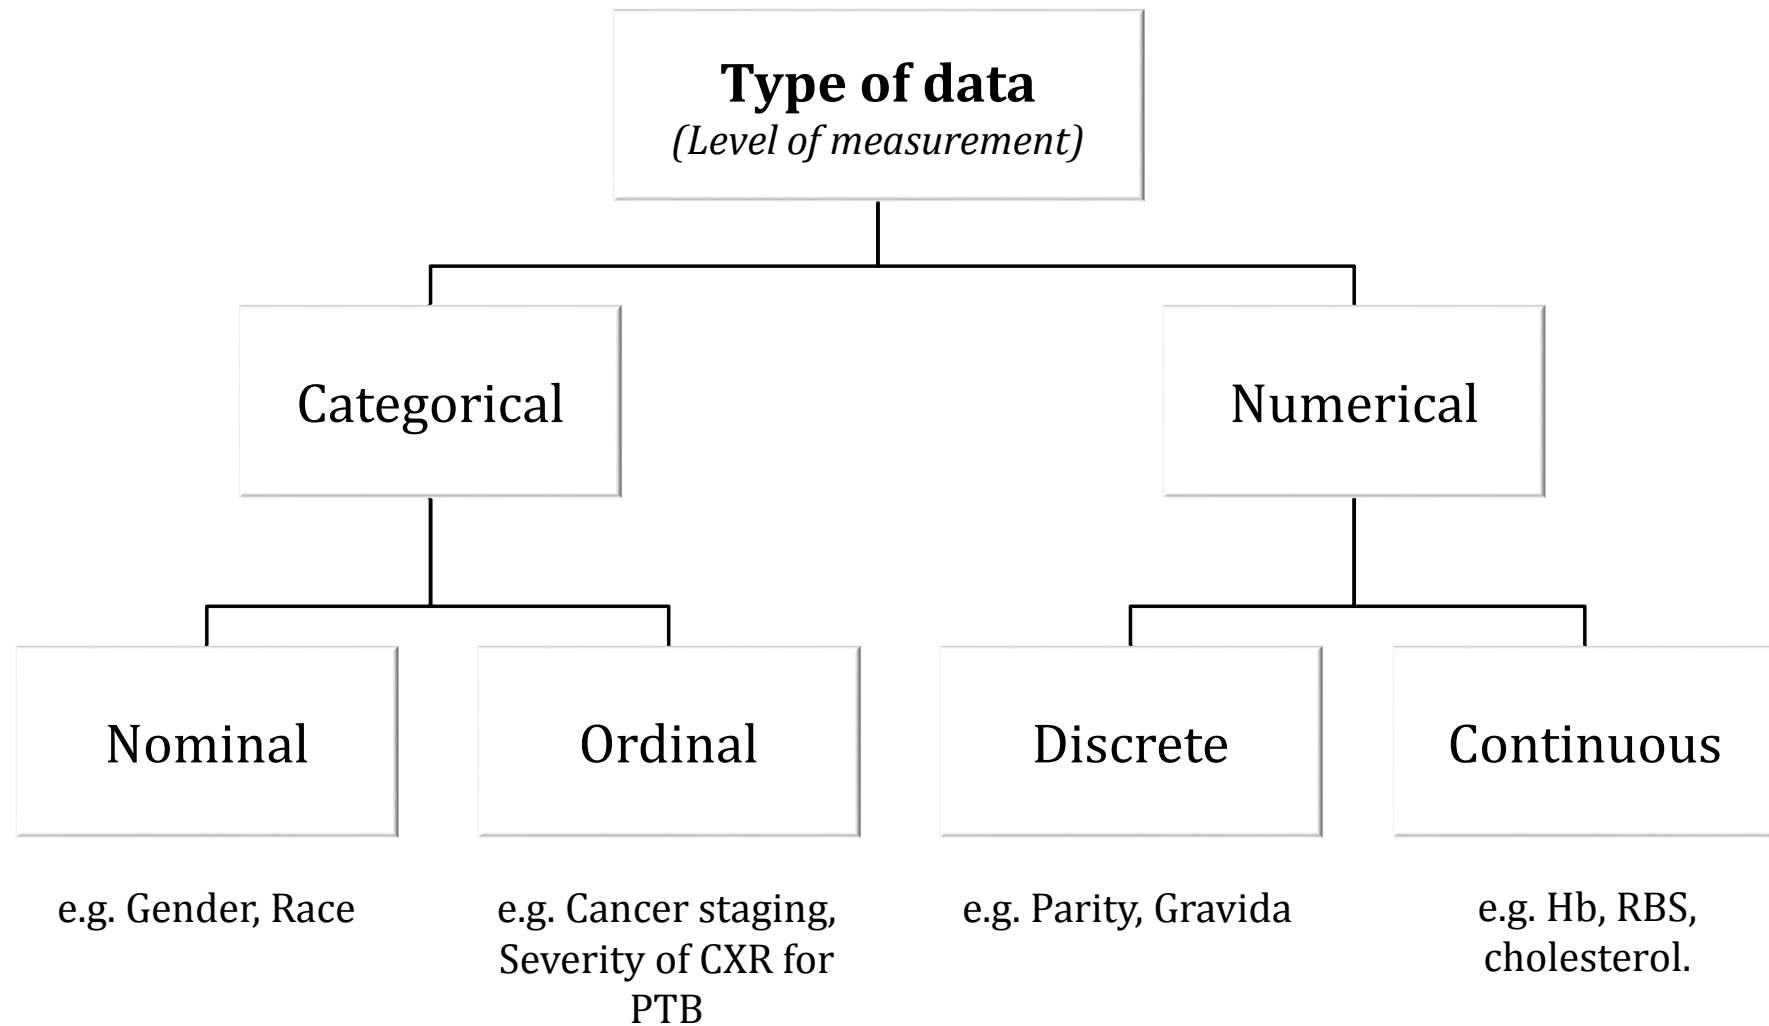 Type of data
(Level of measurement)
Categorical
Numerical
Nominal
Ordinal
Discrete
Continuous
e.g. Gender, Race
e.g. Cancer staging,
Severity of CXR for
PTB
e.g. Parity, Gravida
e.g. Hb, RBS,
cholesterol.